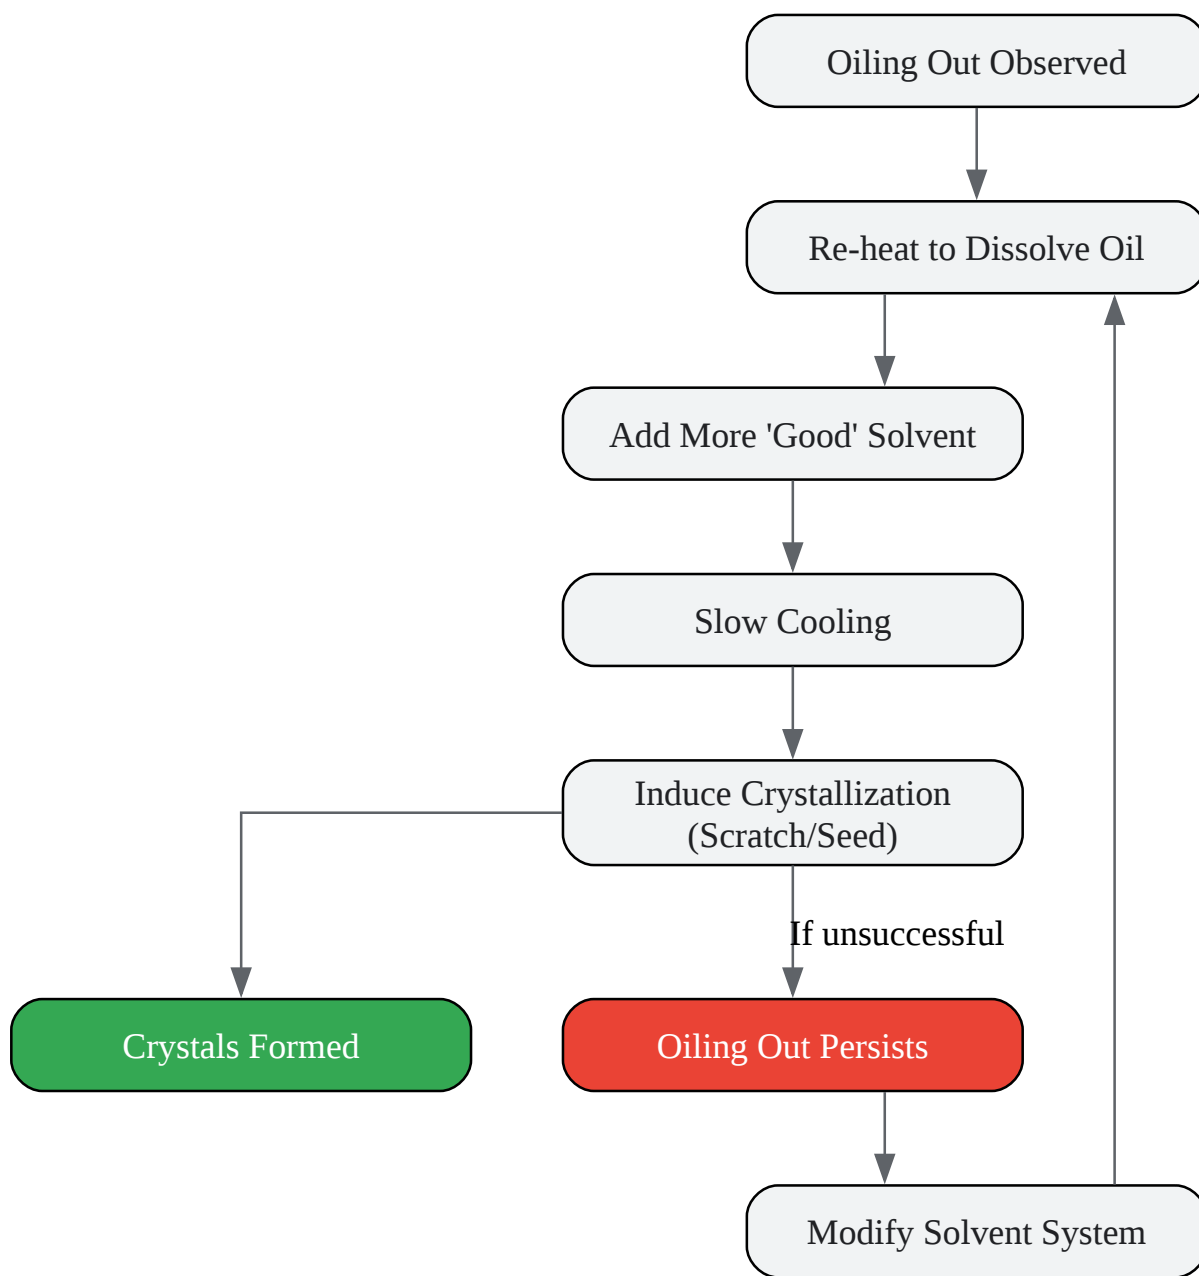 Oiling Out Observed
Re-heat to Dissolve Oil
Add More 'Good' Solvent
Slow Cooling
Induce Crystallization
(Scratch/Seed)
If unsuccessful
Crystals Formed
Oiling Out Persists
Modify Solvent System